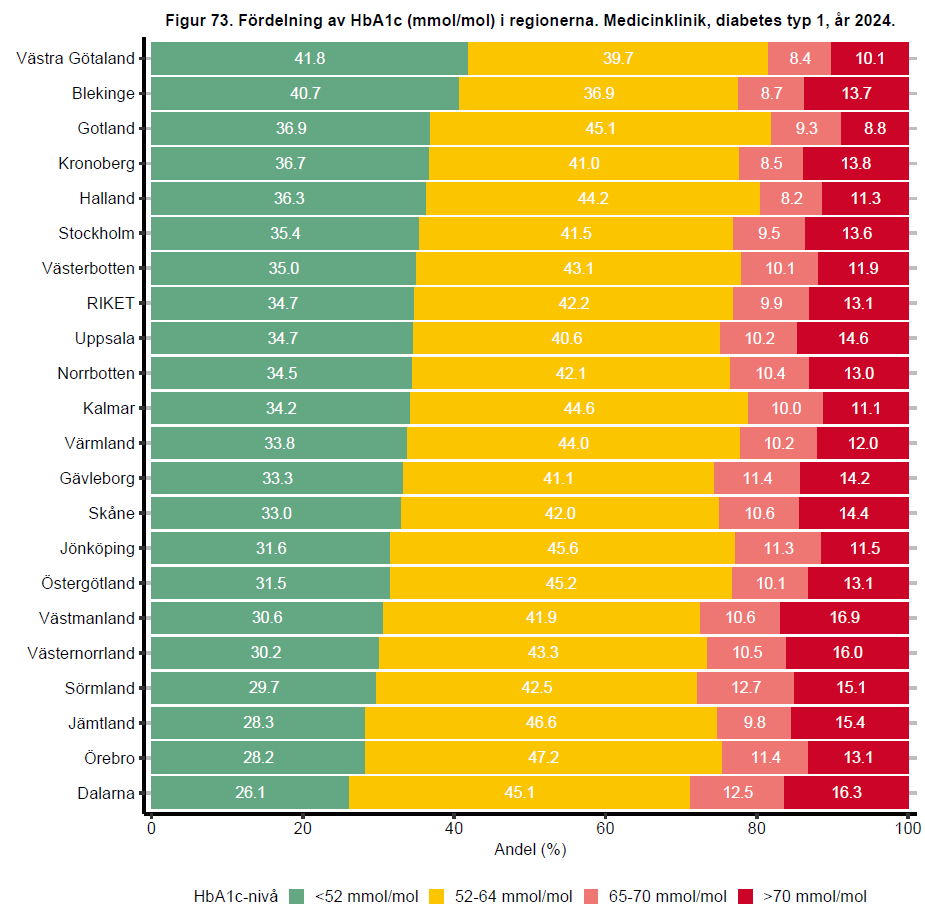 Figur 73. Fördelning av HbA1c (mmol/mol) i regionerna. Medicinklinik, diabetes typ 1, år 2024.
Västra Götaland 41.8 39.7 8.4 10.1
Blekinge 40.7 36.9 8.7 13.7
Gotland 36.9 45.1 9.3 8.8
Kronoberg 36.7 41.0 8.5 13.8
Halland 36.3 44.2 8.2 11.3
Stockholm 35.4 41.5 9.5 13.6
Västerbotten 35.0 43.1 10.1 11.9
RIKET 34.7 42.2 9.9 13.1
Uppsala 34.7 40.6 10.2 14.6
Norrbotten 34.5 42.1 10.4 13.0
Kalmar 34.2 44.6 10.0 11.1
Värmland 33.8 44.0 10.2 12.0
Gävleborg 33.3 41.1 11.4 14.2
Skåne 33.0 42.0 10.6 14.4
Jönköping 31.6 45.6 11.3 11.5
Östergötland 31.5 45.2 10.1 13.1
Västmanland 30.6 41.9 10.6 16.9
Västernorrland 30.2 43.3 10.5 16.0
Sörmland 29.7 42.5 12.7 15.1
Jämtland 28.3 46.6 9.8 15.4
Örebro 28.2 47.2 11.4 13.1
Dalarna 26.1 45.1 12.5 16.3
0 20 40 60 80 100
Andel (%)
HbA1c-nivå <52 mmol/mol 52-64 mmol/mol 65-70 mmol/mol >70 mmol/mol